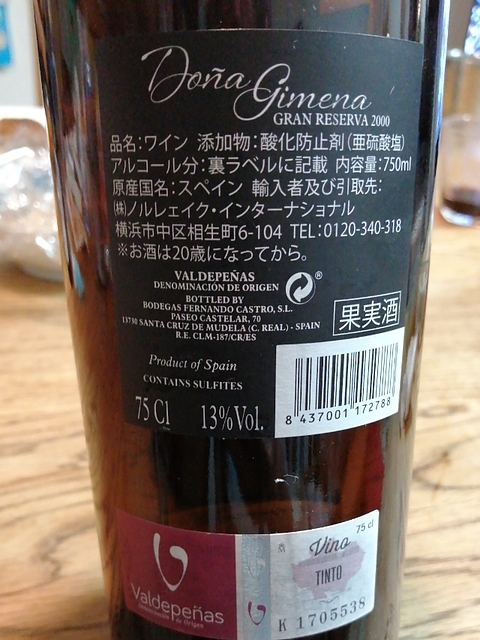 Doña Gimena
GRAN RESERVA 2000
品名:ワイン 添加物:酸化防止剤(亜硫酸塩)
アルコール分:裏ラベルに記載 内容量:750ml
原産国名:スペイン 輸入者及び引取先:
㈱ノルレェイク・インターナショナル
横浜市中区相生町6-104 TEL:0120-340-318
※お酒は20歳になってから。
VALDEPEÑAS
DENOMINACIÓN DE ORIGEN
BOTTLED BY
BODEGAS FERNANDO CASTRO, S.L.
PASEO CASTELAR, 70
13730 SANTA CRUZ DE MUDELA (C. REAL) - SPAIN
R.E. CLM-187/CR/ES
®
果実酒
Product of Spain
CONTAINS SULFITES
75 Cl 13%Vol.
8 437001 172788
Valdepeñas
Denominación de Origen
75 cl
Vino
TINTO
K 1705538